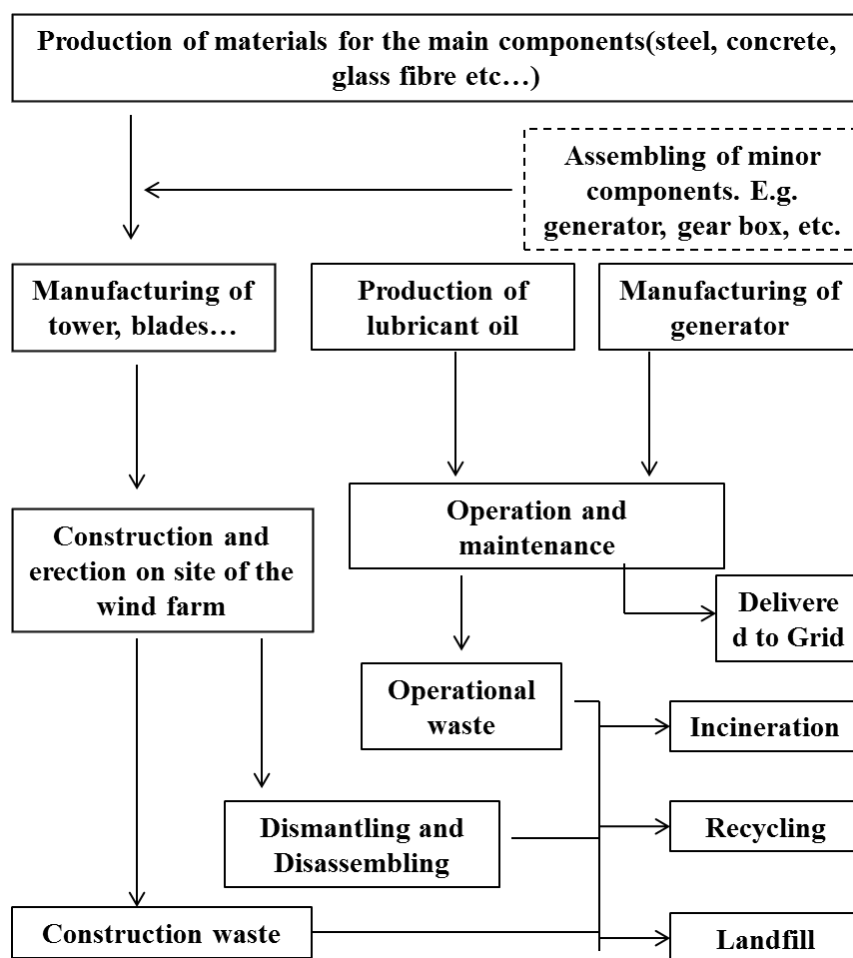 Production of materials for the main components(steel, concrete,
glass fibre etc…)
Assembling of minor
components. E.g.
generator, gear box, etc.
Manufacturing of
tower, blades…
Production of
lubricant oil
Manufacturing of
generator
Construction and
erection on site of the
wind farm
Operation and
maintenance
Delivere
d to Grid
Operational
waste
Incineration
Dismantling and
Disassembling
Recycling
Construction waste
Landfill